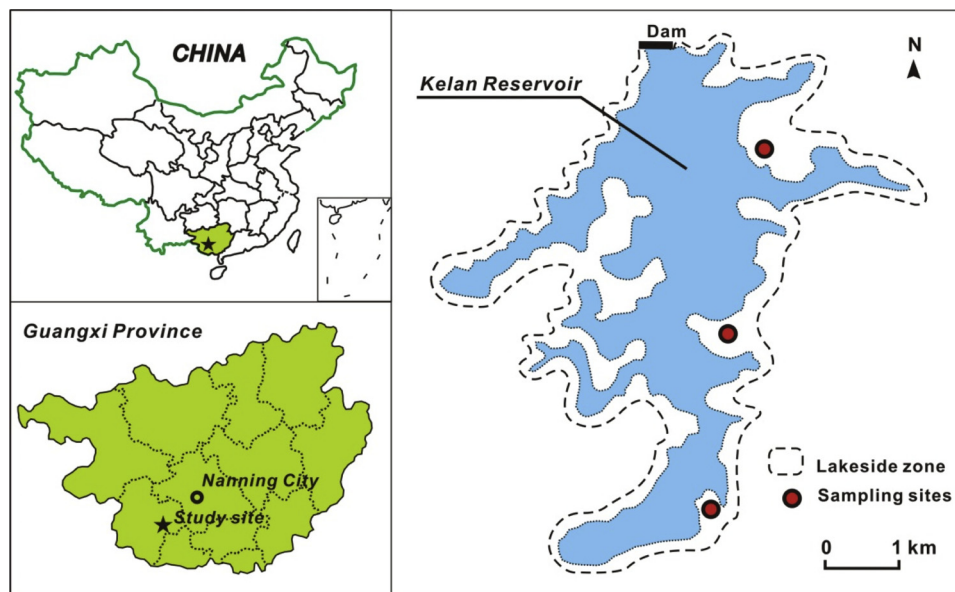 CHINA
Guangxi Province
Nanning City
Study site
Dam
N
Kelan Reservoir
Lakeside zone
Sampling sites
0 1 km